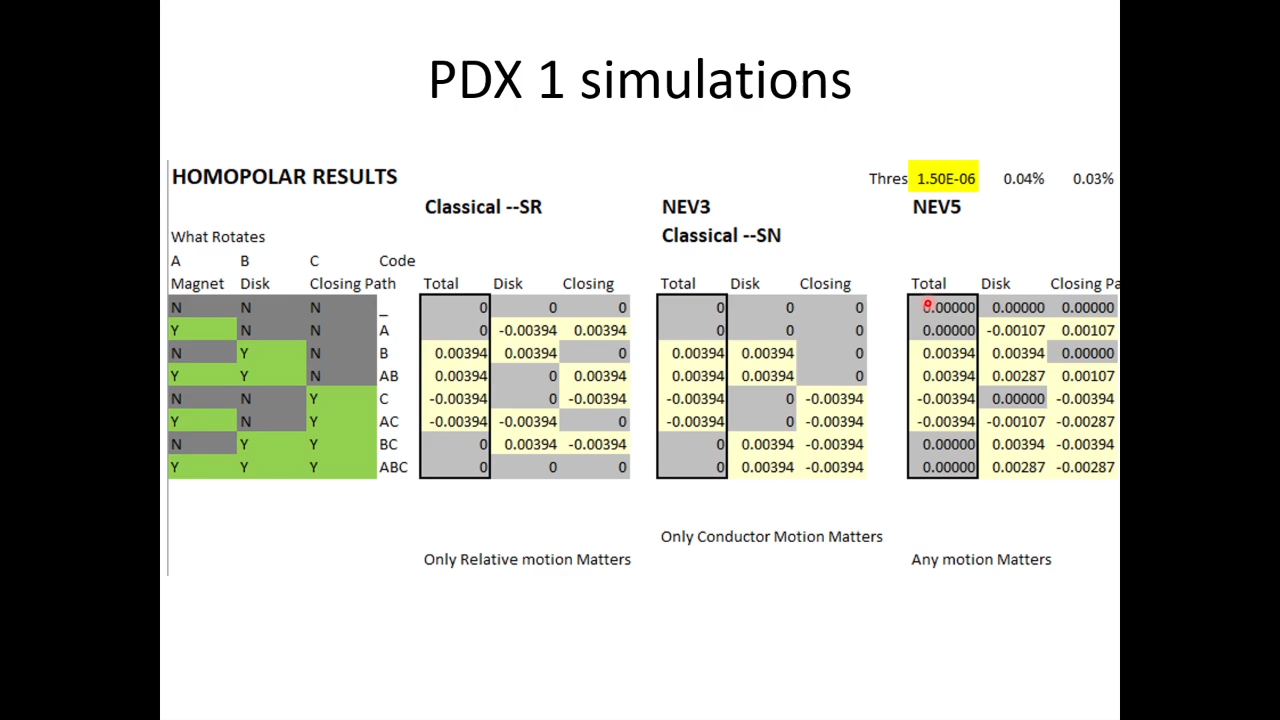 PDX 1 simulations
HOMOPOLAR RESULTS
Thres 1.50E-06 0.04% 0.03%
Classical --SR NEV3 NEV5
What Rotates Classical --SN
A B C Code
Magnet Disk Closing Path Total Disk Closing Total Disk Closing Total Disk Closing Pa
N N N _ 0 0 0 0 0 0 0.00000 0.00000 0.00000
Y N N A 0 -0.00394 0.00394 0 0 0 0.00000 -0.00107 0.00107
N Y N B 0.00394 0.00394 0 0.00394 0.00394 0 0.00394 0.00394 0.00000
Y Y N AB 0.00394 0 0.00394 0.00394 0.00394 0 0.00394 0.00287 0.00107
N N Y C -0.00394 0 -0.00394 -0.00394 0 -0.00394 -0.00394 0.00000 -0.00394
Y N Y AC -0.00394 -0.00394 0 -0.00394 0 -0.00394 -0.00394 -0.00107 -0.00287
N Y Y BC 0 0.00394 -0.00394 0 0.00394 -0.00394 0.00000 0.00394 -0.00394
Y Y Y ABC 0 0 0 0 0.00394 -0.00394 0.00000 0.00287 -0.00287
Only Conductor Motion Matters
Only Relative motion Matters Any motion Matters